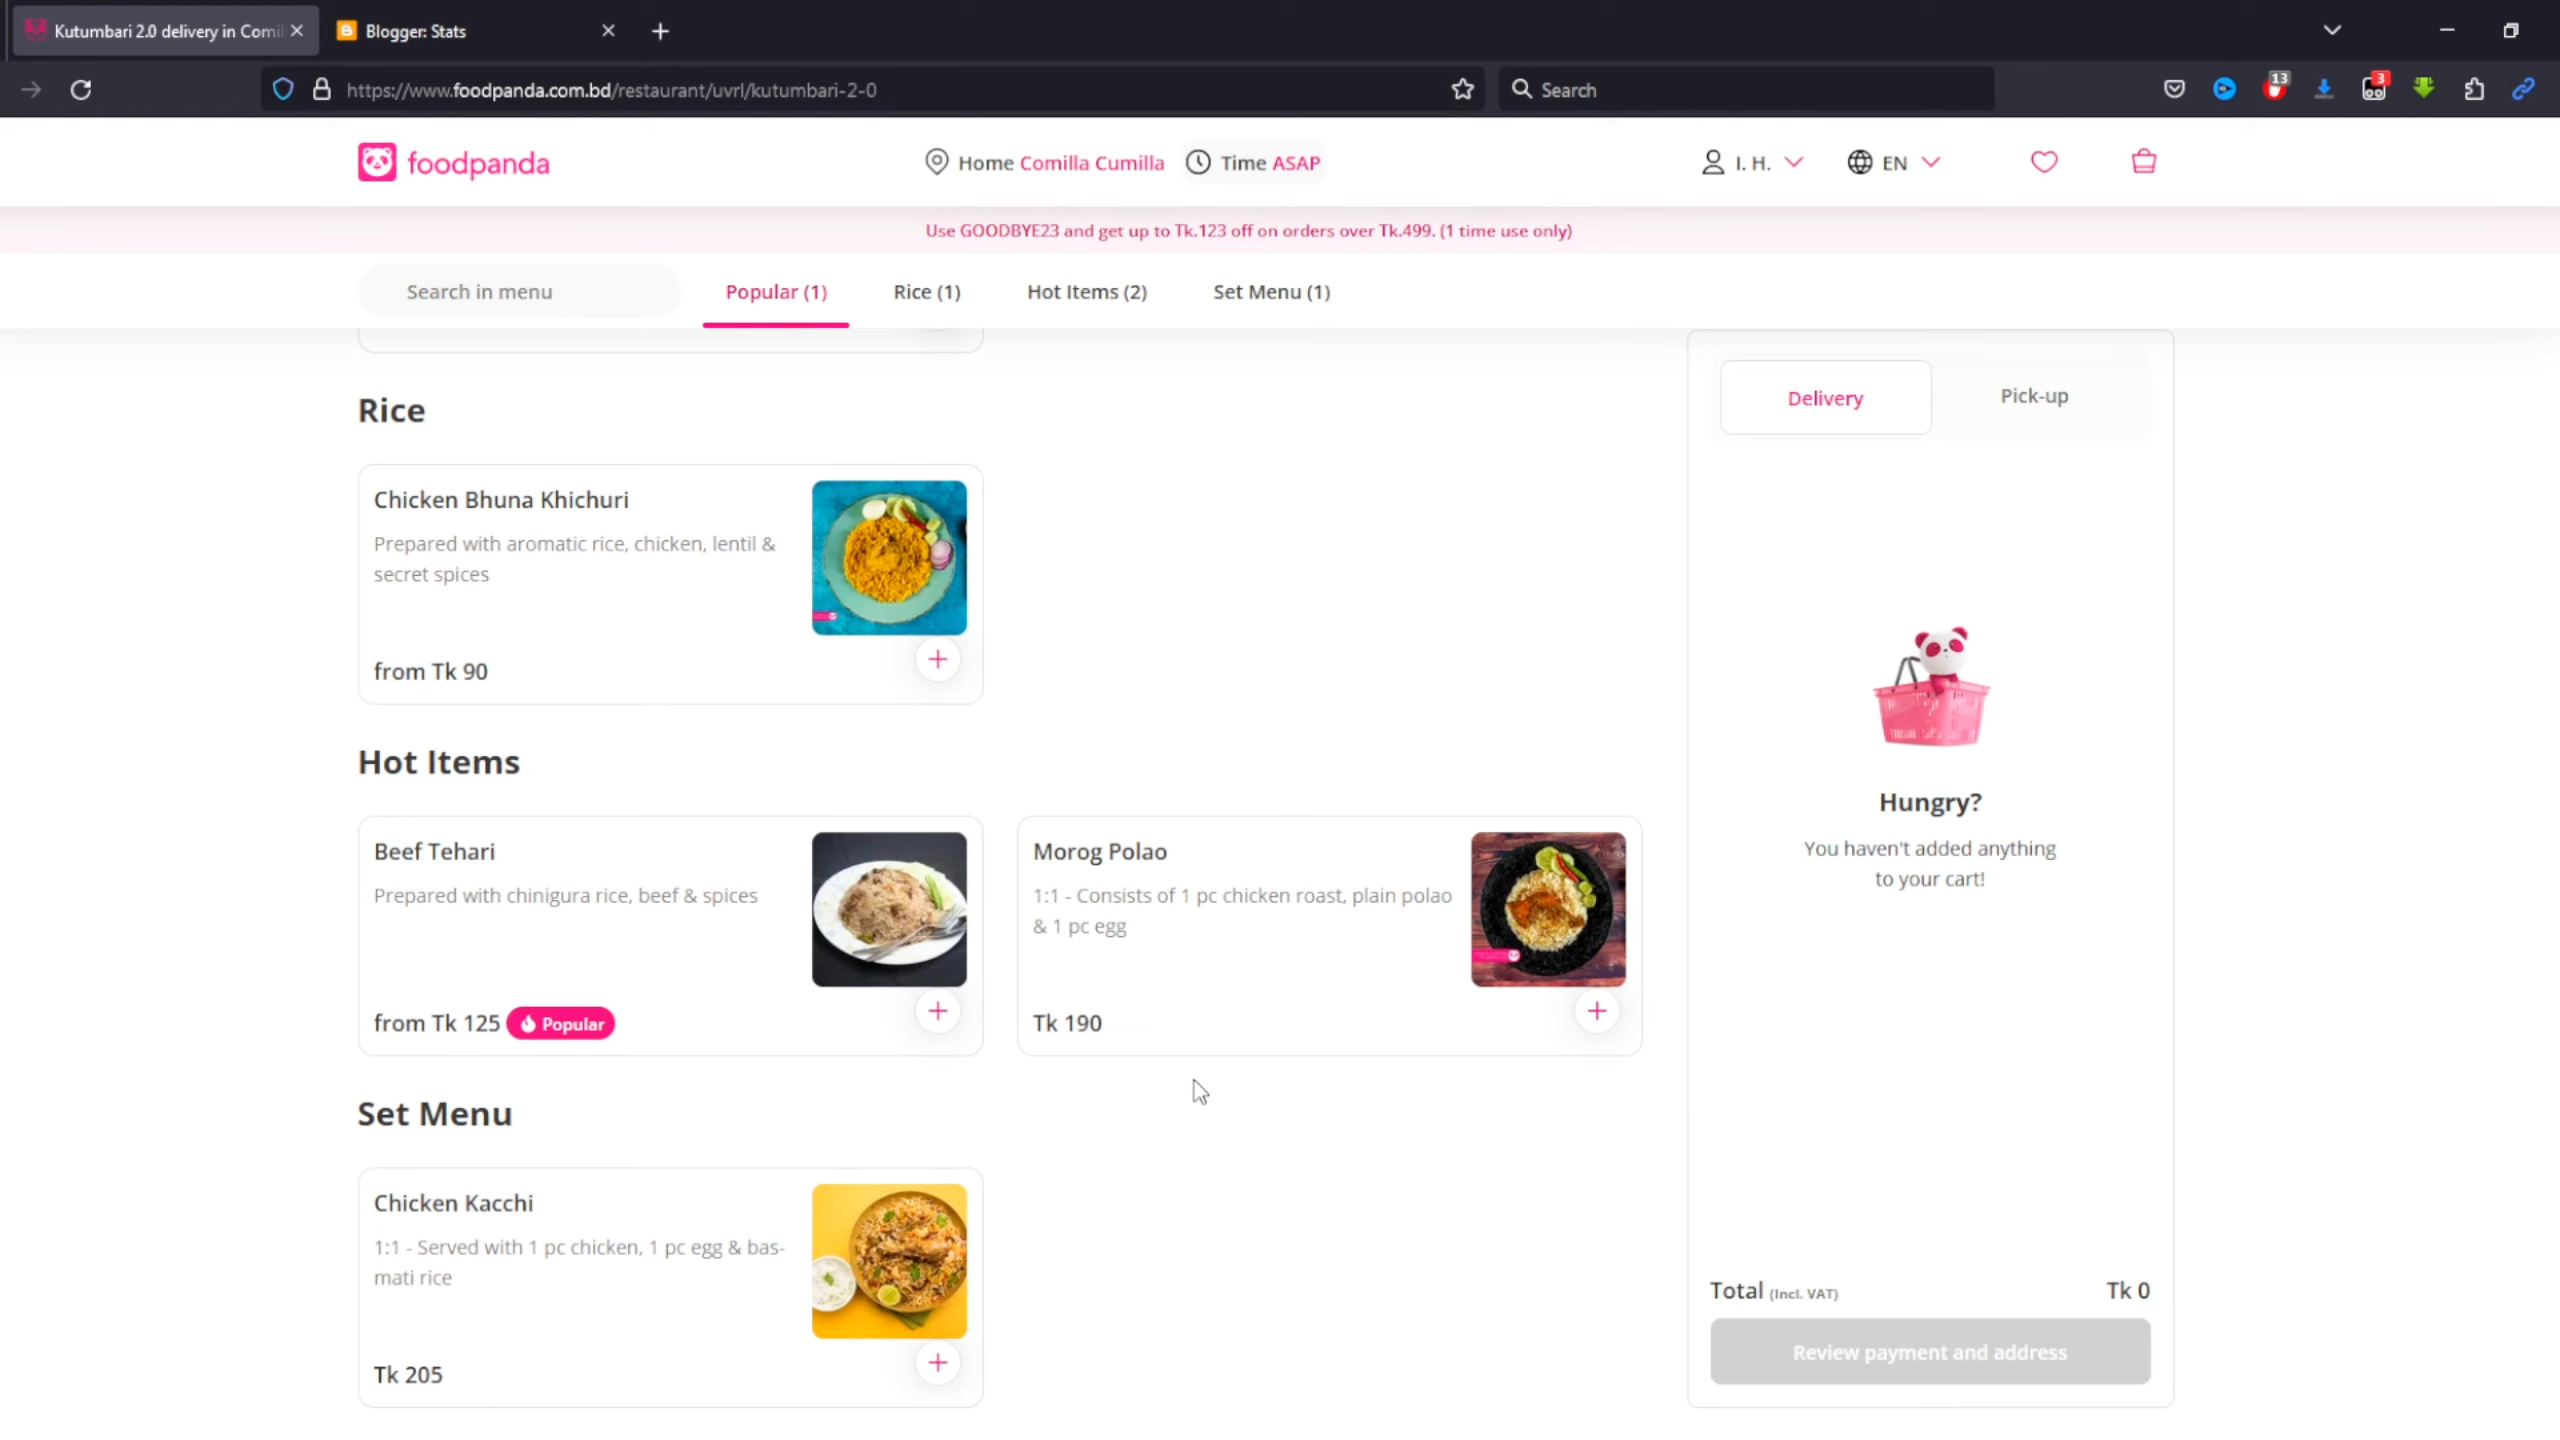 Kutumbari 2.0 delivery in Comil
Blogger: Stats
https://www.foodpanda.com.bd/restaurant/uvrl/kutumbari-2-0
Search
13
3
foodpanda
Home Comilla Cumilla
Time ASAP
I. H.
EN
Use GOODBYE23 and get up to Tk.123 off on orders over Tk.499. (1 time use only)
Search in menu
Popular (1)
Rice (1)
Hot Items (2)
Set Menu (1)
Rice
Chicken Bhuna Khichuri
Prepared with aromatic rice, chicken, lentil &
secret spices
from Tk 90
Hot Items
Beef Tehari
Prepared with chinigura rice, beef & spices
from Tk 125
Popular
Morog Polao
1:1 - Consists of 1 pc chicken roast, plain polao
& 1 pc egg
Tk 190
Set Menu
Chicken Kacchi
1:1 - Served with 1 pc chicken, 1 pc egg & bas-
mati rice
Tk 205
Delivery
Pick-up
Hungry?
You haven't added anything
to your cart!
Total (Incl. VAT)
Tk 0
Review payment and address